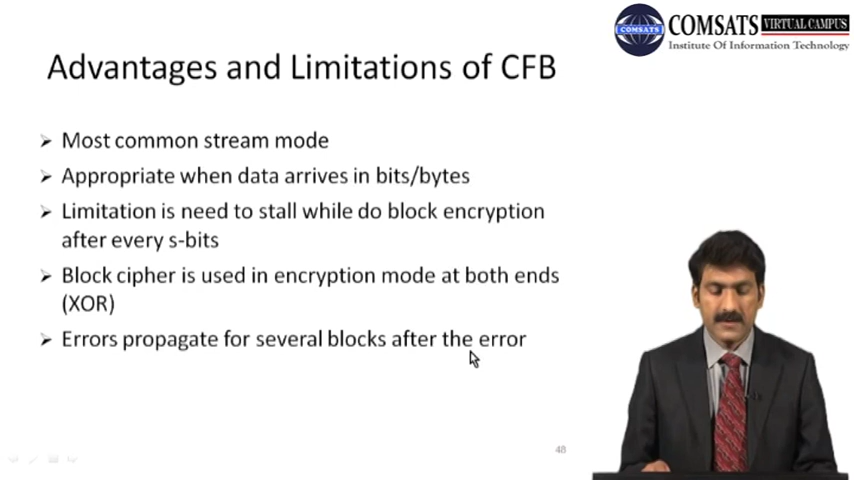 COMSATS VIRTUAL CAMPUS
Institute Of Information Technology
COMSATS
Advantages and Limitations of CFB
➢ Most common stream mode
➢ Appropriate when data arrives in bits/bytes
➢ Limitation is need to stall while do block encryption
after every s-bits
➢ Block cipher is used in encryption mode at both ends
(XOR)
➢ Errors propagate for several blocks after the error
48